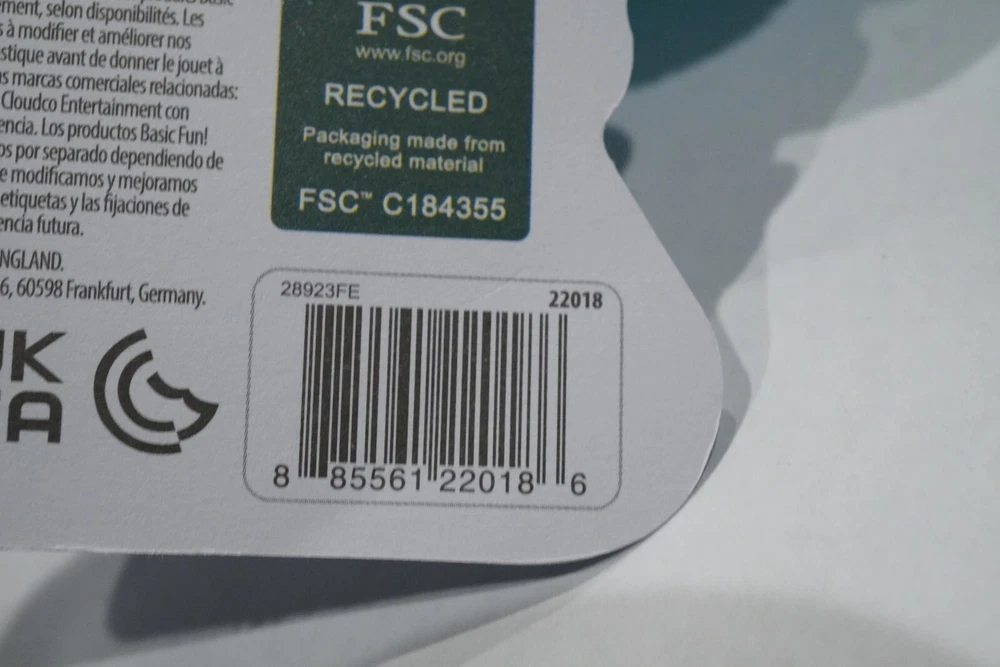 ment, selon disponibilités. Les
à modifier et améliorer nos
stique avant de donner le jouet à
s marcas comerciales relacionadas:
Cloudco Entertainment con
encia. Los productos Basic Fun!
os por separado dependiendo de
e modificamos y mejoramos
etiquetas y las fijaciones de
encia futura.
NGLAND.
6, 60598 Frankfurt, Germany.
UK
CA
FSC
www.fsc.org
RECYCLED
Packaging made from
recycled material
FSC™ C184355
28923FE 22018
8 85561 22018 6